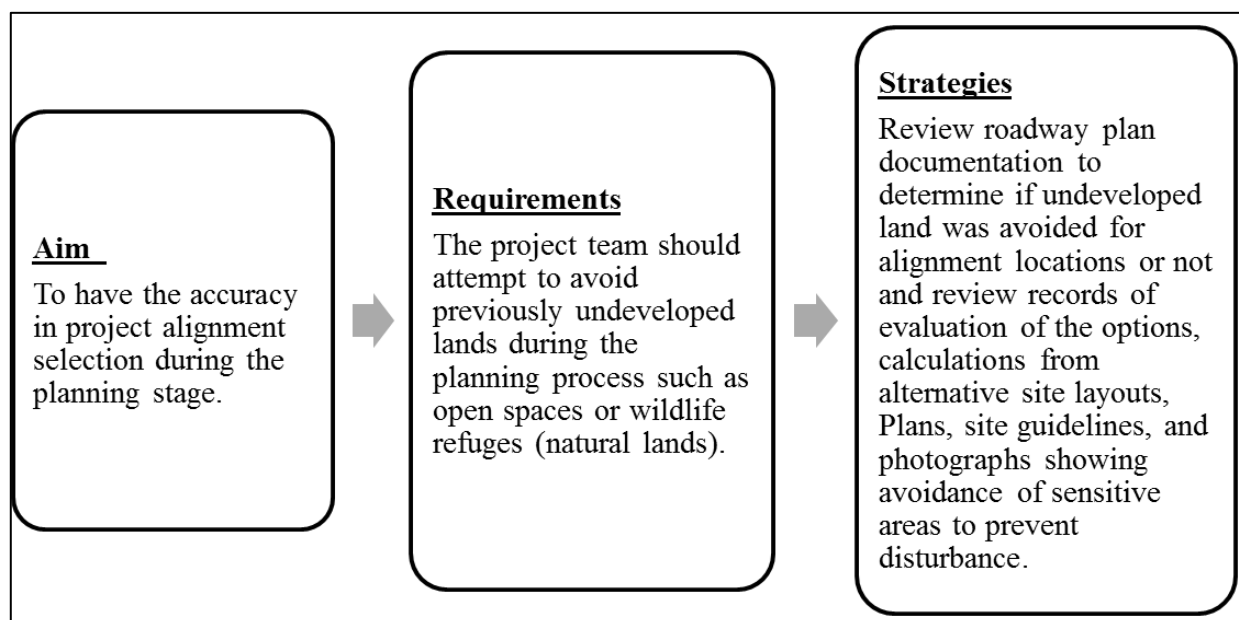 Aim
To have the accuracy
in project alignment
selection during the
planning stage.
Requirements
The project team should
attempt to avoid
previously undeveloped
lands during the
planning process such as
open spaces or wildlife
refuges (natural lands).
Strategies
Review roadway plan
documentation to
determine if undeveloped
land was avoided for
alignment locations or not
and review records of
evaluation of the options,
calculations from
alternative site layouts,
Plans, site guidelines, and
photographs showing
avoidance of sensitive
areas to prevent
disturbance.